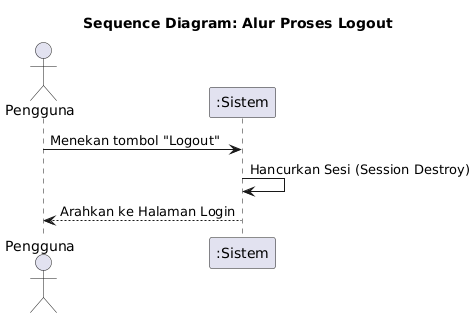 Sequence Diagram: Alur Proses Logout
Pengguna
:Sistem
Menekan tombol "Logout"
Hancurkan Sesi (Session Destroy)
Arahkan ke Halaman Login
Pengguna
:Sistem